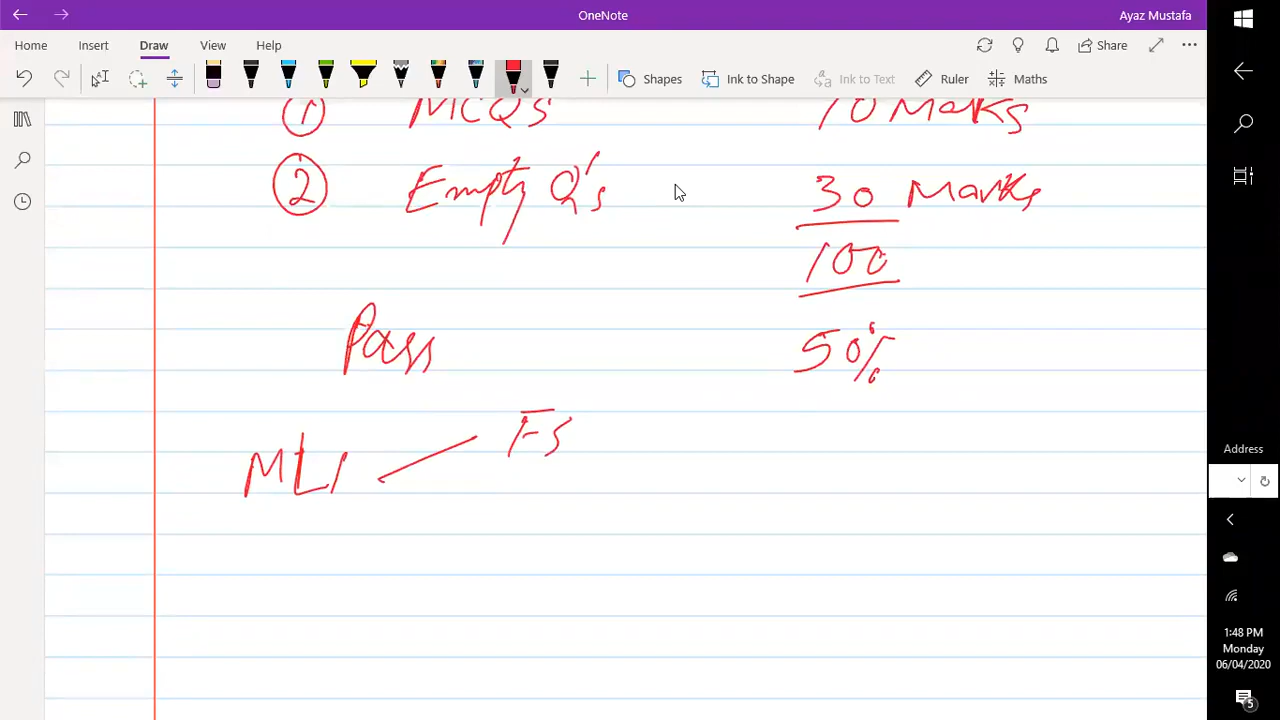 OneNote
Ayaz Mustafa
Home Insert Draw View Help
Share
Shapes Ink to Shape Ink to Text Ruler Maths
1 MCQ's 70 Marks
2 Empty Q's 30 Marks
100
Pass 50%
ML1 FS
Address
1:48 PM
Monday
06/04/2020
5